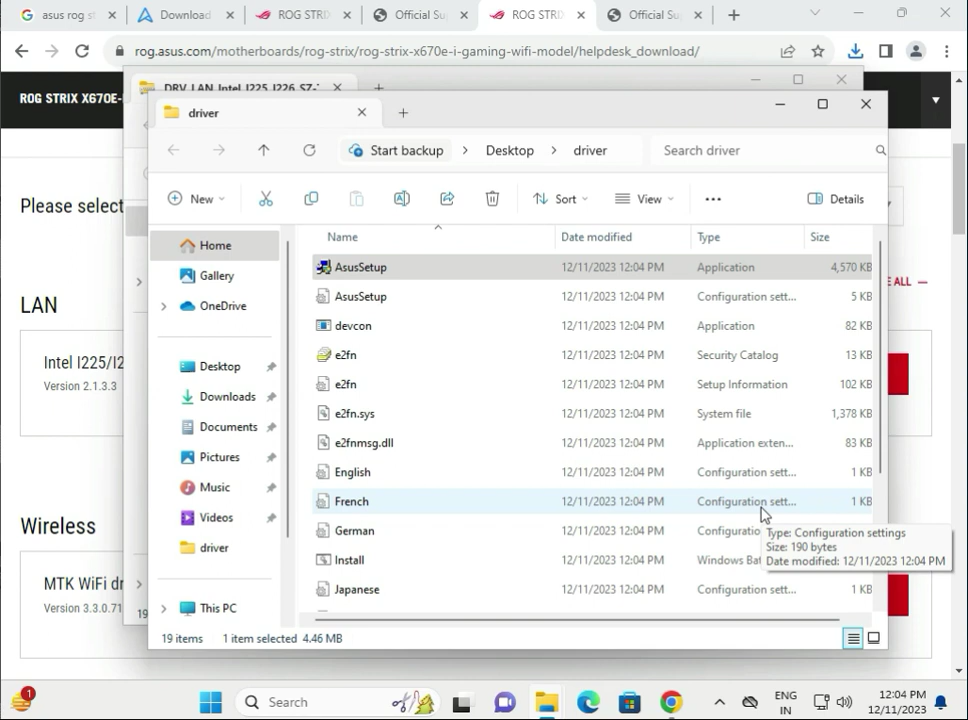 asus rog s
Download
ROG STRI
Official Su
ROG STRI
Official Su
rog.asus.com/motherboards/rog-strix/rog-strix-x670e-i-gaming-wifi-model/helpdesk_download/
ROG STRIX X670E-
DRV LAN Intel I225 I226 SZ-
driver
Start backup > Desktop > driver
Search driver
Please select
New
Sort
View
Details
Name
Date modified
Type
Size
Home
Gallery
OneDrive
Desktop
Downloads
Documents
Pictures
Music
Videos
driver
This PC
AsusSetup 12/11/2023 12:04 PM Application 4,570 KB
AsusSetup 12/11/2023 12:04 PM Configuration sett... 5 KB
devcon 12/11/2023 12:04 PM Application 82 KB
e2fn 12/11/2023 12:04 PM Security Catalog 13 KB
e2fn 12/11/2023 12:04 PM Setup Information 102 KB
e2fn.sys 12/11/2023 12:04 PM System file 1,378 KB
e2fnmsg.dll 12/11/2023 12:04 PM Application exten... 83 KB
English 12/11/2023 12:04 PM Configuration sett... 1 KB
French 12/11/2023 12:04 PM Configuration sett... 1 KB
German 12/11/2023 12:04 PM Configuratio
Install 12/11/2023 12:04 PM Windows Bat
Japanese 12/11/2023 12:04 PM Configuration sett... 1 KB
Type: Configuration settings
Size: 190 bytes
Date modified: 12/11/2023 12:04 PM
19 items
1 item selected 4.46 MB
LAN
E ALL
Intel I225/I2
Version 2.1.3.3
Wireless
MTK WiFi dr
Version 3.3.0.71
19
1
Search
ENG
IN
12:04 PM
12/11/2023